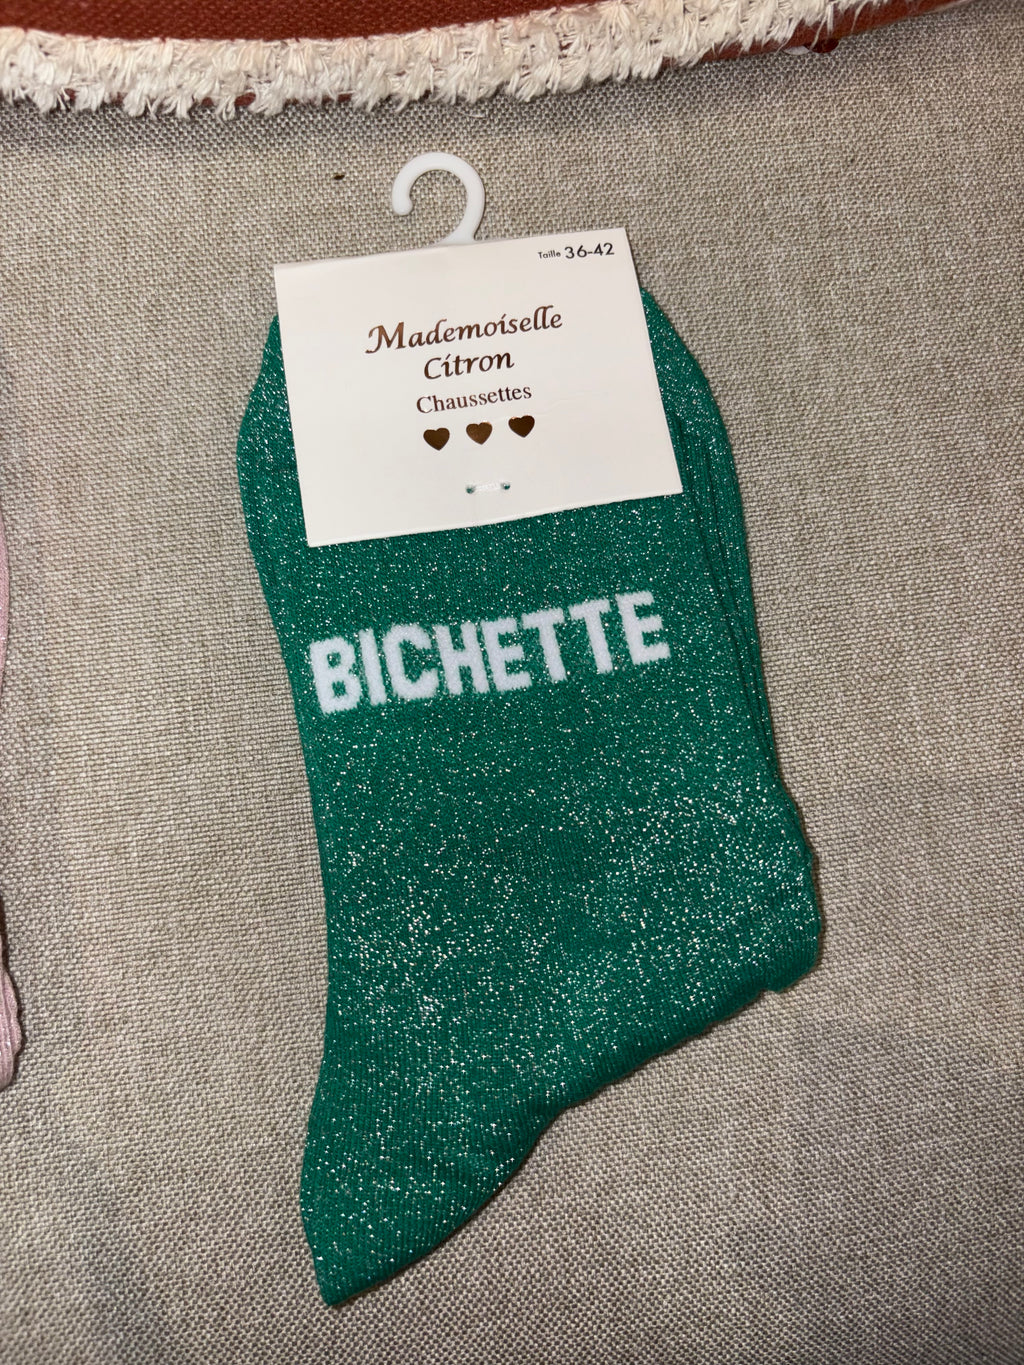 Taille 36-42
Mademoiselle
Citron
Chaussettes
BICHETTE